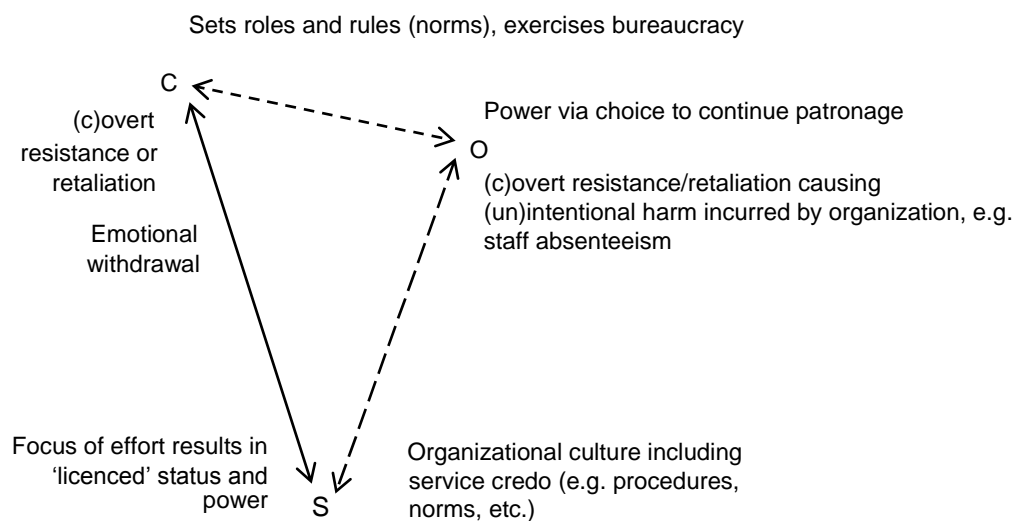 Sets roles and rules (norms), exercises bureaucracy
C
(c)overt
resistance or
retaliation
Emotional
withdrawal
Power via choice to continue patronage
O
(c)overt resistance/retaliation causing
(un)intentional harm incurred by organization, e.g.
staff absenteeism
Focus of effort results in
‘licenced’ status and
power
S
Organizational culture including
service credo (e.g. procedures,
norms, etc.)